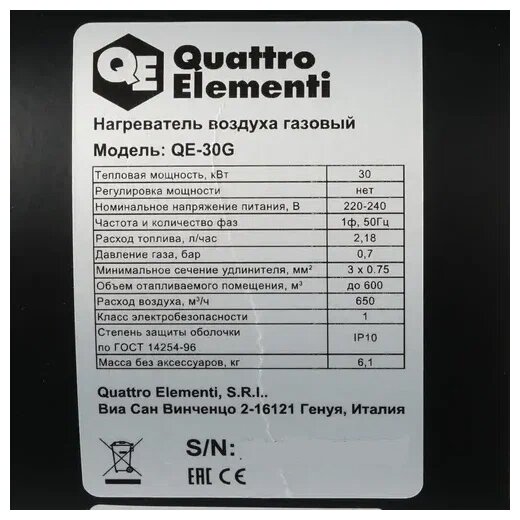 QE Quattro
Elementi
Нагреватель воздуха газовый
Модель: QE-30G
Тепловая мощность, кВт 30
Регулировка мощности нет
Номинальное напряжение питания, В 220-240
Частота и количество фаз 1ф, 50Гц
Расход топлива, л/час 2,18
Давление газа, бар 0,7
Минимальное сечение удлинителя, мм² 3 x 0.75
Объем отапливаемого помещения, м³ до 600
Расход воздуха, м³/ч 650
Класс электробезопасности 1
Степень защиты оболочки
по ГОСТ 14254-96 IP10
Масса без аксессуаров, кг 6,1
Quattro Elementi, S.R.I..
Виа Сан Винченцо 2-16121 Генуя, Италия
S/N:
EAC CE